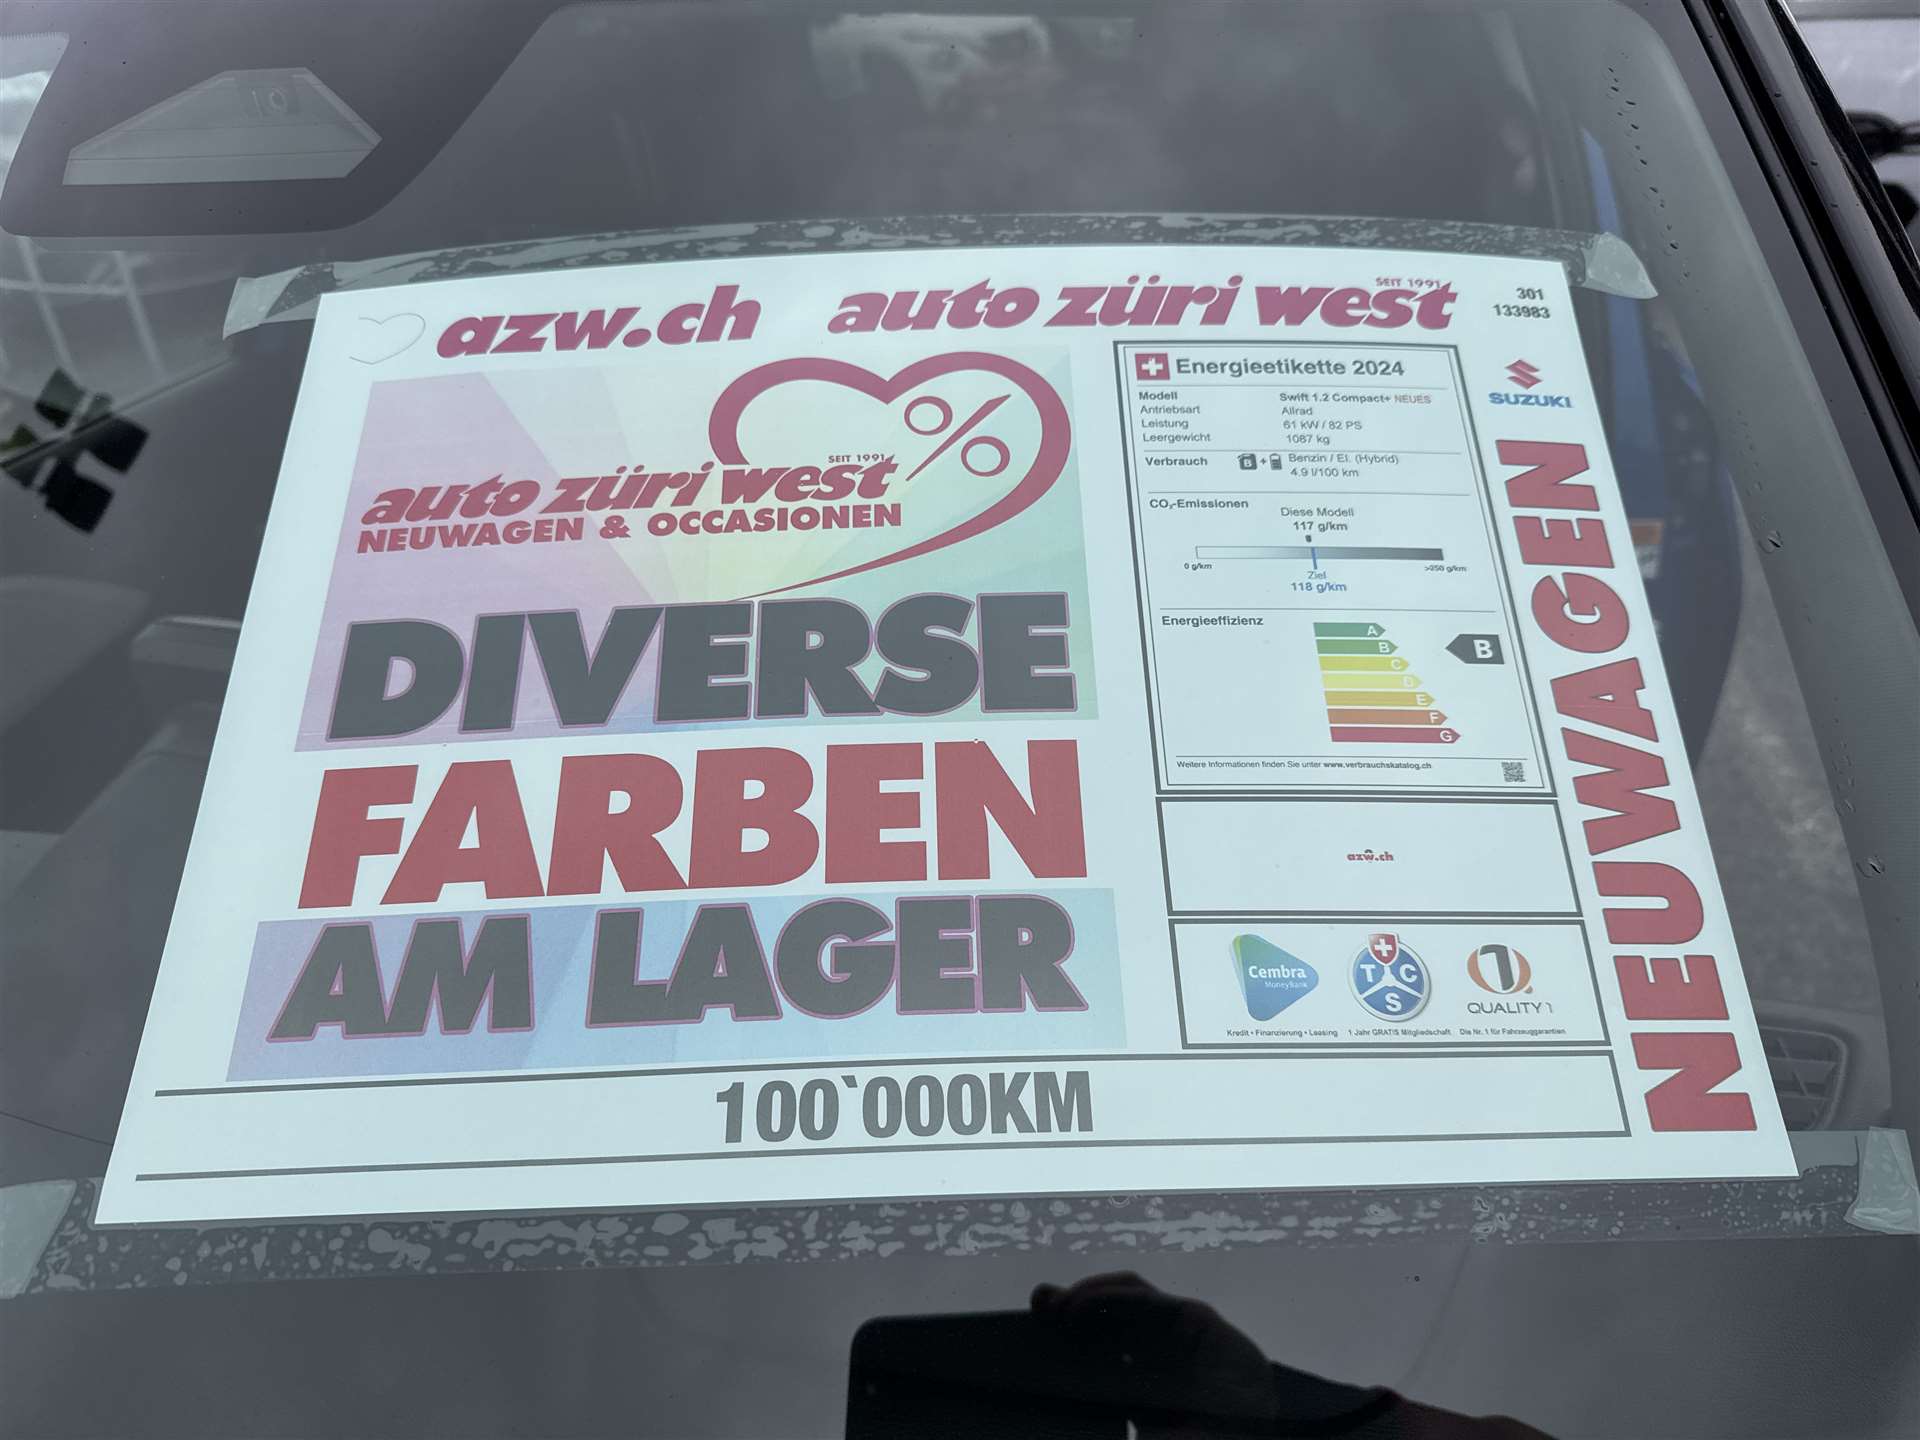 azw.ch auto züri west
SEIT 1991
301
133983
SUZUKI
NEUWAGEN
SEIT 1991
auto züri west %
NEUWAGEN & OCCASIONEN
DIVERSE
FARBEN
AM LAGER
Energieetikette 2024
Modell Swift 1.2 Compact+ NEUES
Antriebsart Allrad
Leistung 61 kW / 82 PS
Leergewicht 1087 kg
Verbrauch B + Benzin / El. (Hybrid)
4.9 l/100 km
CO₂-Emissionen
Diese Modell
117 g/km
0 g/km >250 g/km
Ziel
118 g/km
Energieeffizienz
A
B B
C
D
E
F
G
Weitere Informationen finden Sie unter www.verbrauchskatalog.ch
azw.ch
Cembra
MoneyBank
Kredit • Finanzierung • Leasing
TCS
1 Jahr GRATIS Mitgliedschaft
1Q
QUALITY1
Die Nr. 1 für Fahrzeuggarantien
100`000KM